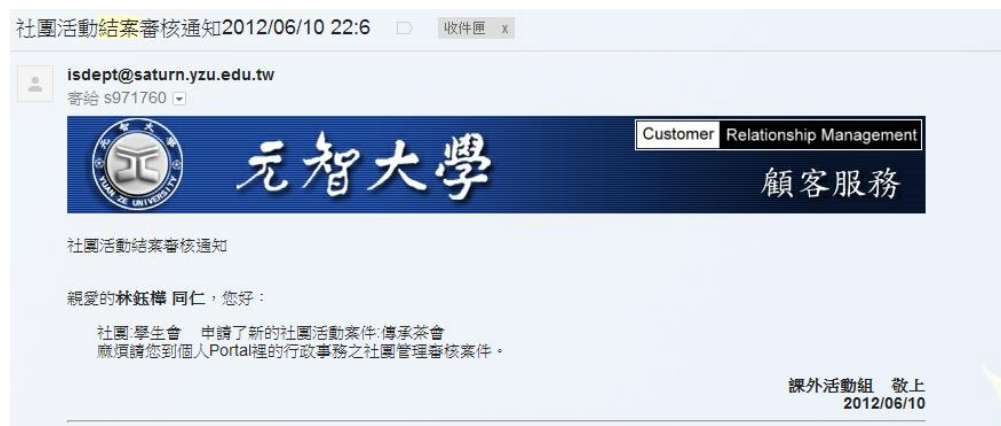 社團活動結案審核通知2012/06/10 22:6 收件匣 x
isdept@saturn.yzu.edu.tw
寄給 s971760
元智大學
YUAN ZE UNIVERSITY
Customer Relationship Management
顧客服務
社團活動結案審核通知
親愛的林鈺樺 同仁,您好:
社團:學生會 申請了新的社團活動案件:傳承茶會
麻煩請您到個人Portal裡的行政事務之社團管理審核案件。
課外活動組 敬上
2012/06/10